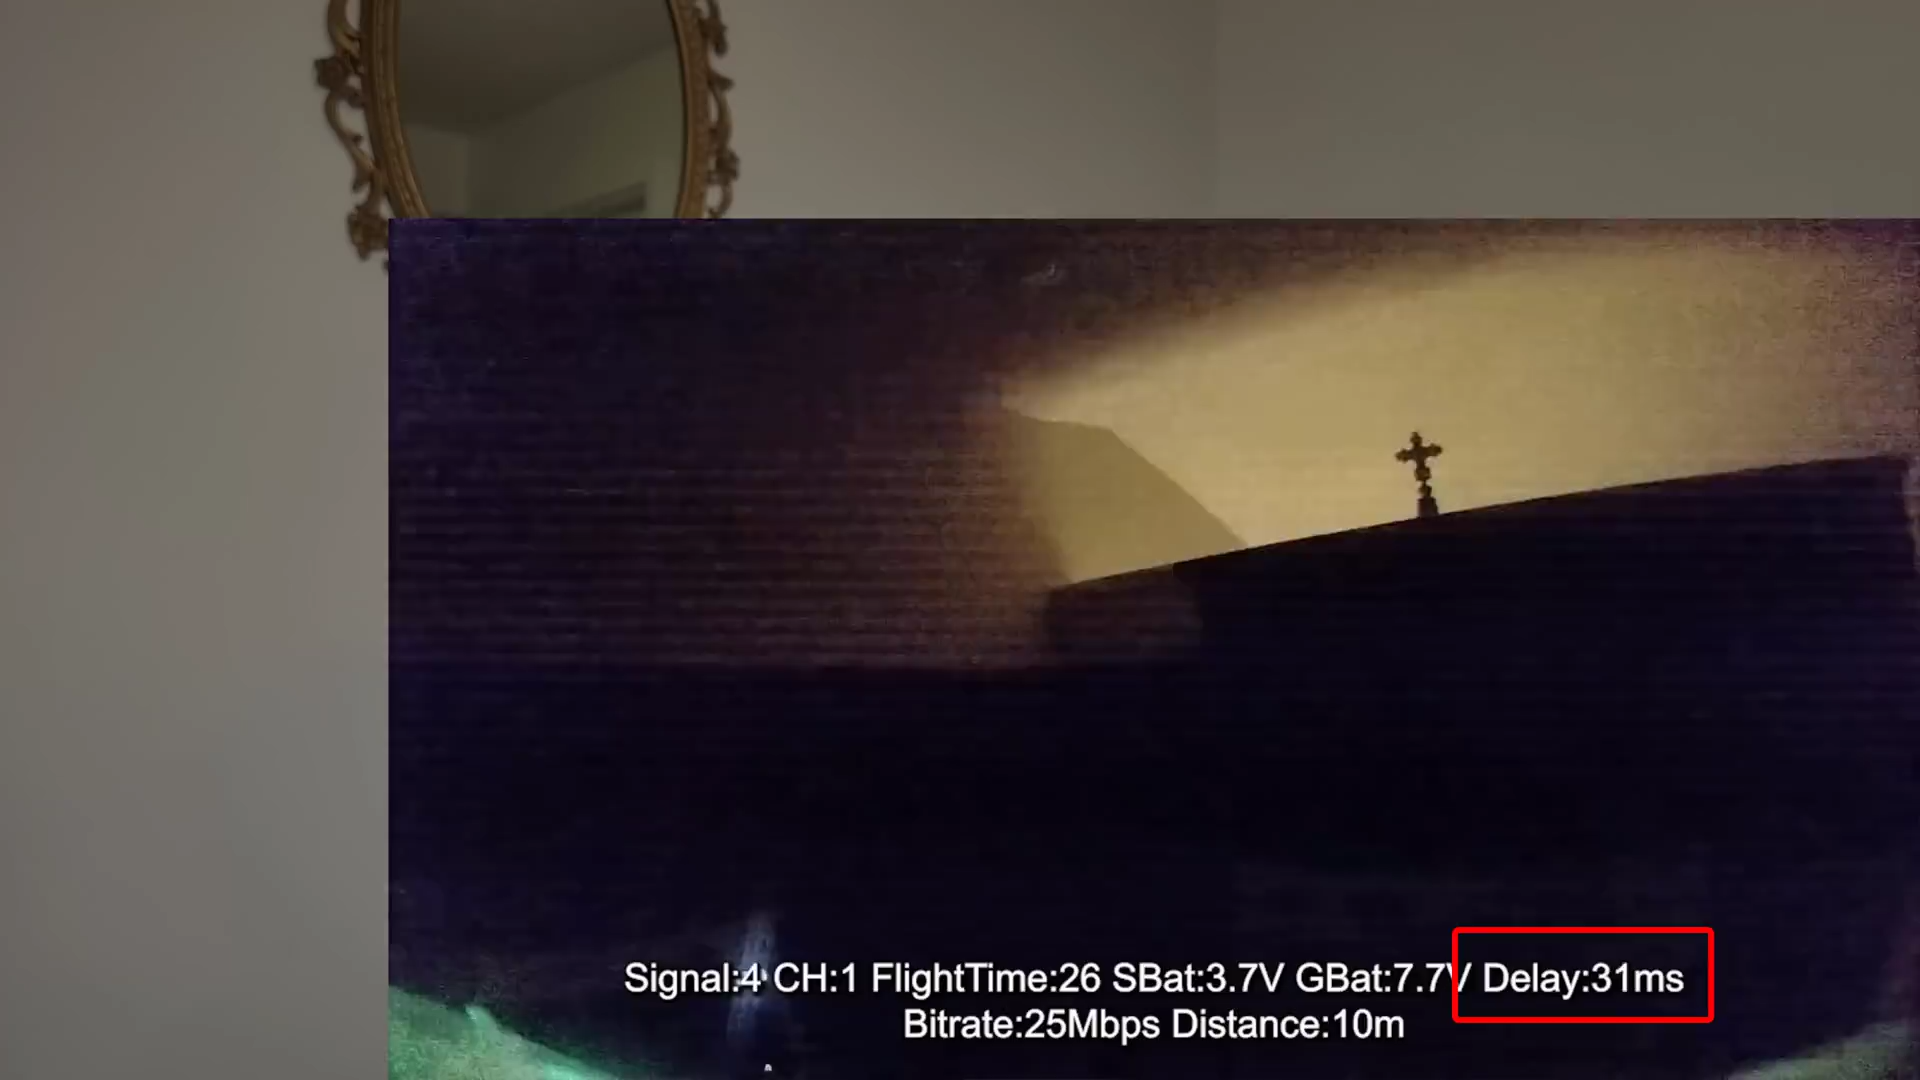 Signal:4 CH:1 FlightTime:26 SBat:3.7V GBat:7.7V Delay:31ms
Bitrate:25Mbps Distance:10m